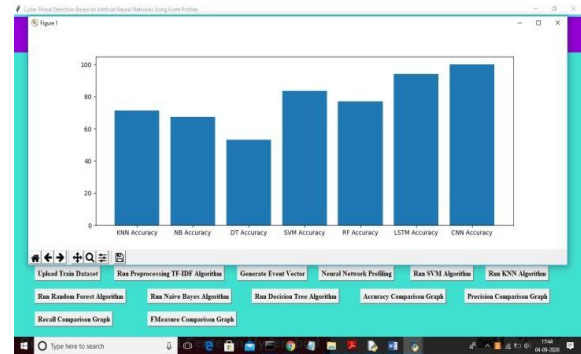 Cyber Threat Detection Based on Artificial Neural Networks Using Event Profiles
Figure 1
100
80
60
40
20
0
KNN Accuracy NB Accuracy DT Accuracy SVM Accuracy RF Accuracy LSTM Accuracy CNN Accuracy
Upload Train Dataset Run Preprocessing TF-IDF Algorithm Generate Event Vector Neural Network Profiling Run SVM Algorithm Run KNN Algorithm
Run Random Forest Algorithm Run Naive Bayes Algorithm Run Decision Tree Algorithm Accuracy Comparison Graph Precision Comparison Graph
Recall Comparison Graph FMeasure Comparison Graph
Type here to search
17:44
04-09-2020